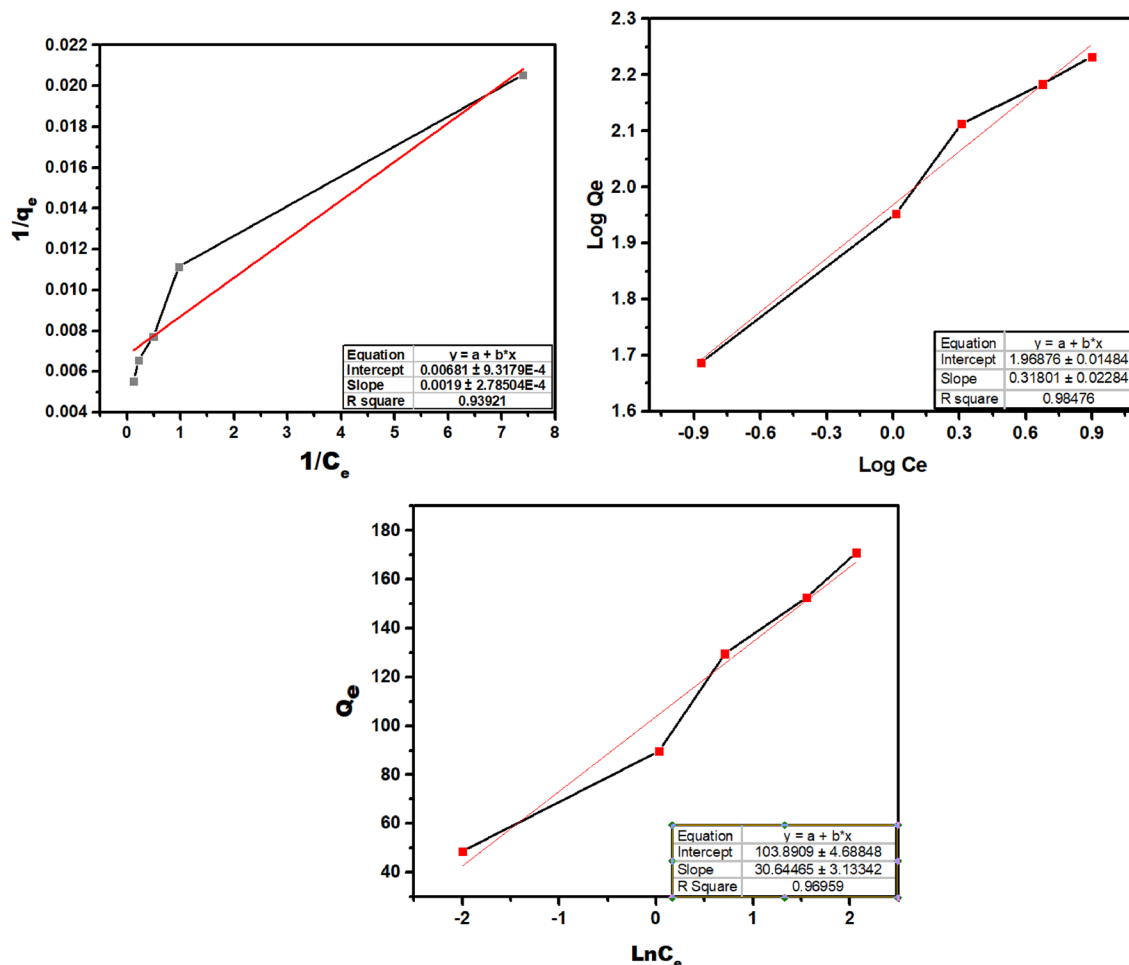 0.022
0.020
0.018
0.016
0.014
0.012
0.010
0.008
0.006
0.004
1/qe
0 1 2 3 4 5 6 7 8
1/Ce
Equation y = a + b*x
Intercept 0.00681 ± 9.3179E-4
Slope 0.0019 ± 2.78504E-4
R square 0.93921
2.3
2.2
2.1
2.0
1.9
1.8
1.7
1.6
Log Qe
-0.9 -0.6 -0.3 0.0 0.3 0.6 0.9
Log Ce
Equation y = a + b*x
Intercept 1.96876 ± 0.01484
Slope 0.31801 ± 0.02284
R square 0.98476
180
160
140
120
100
80
60
40
Qe
-2 -1 0 1 2
LnCe
Equation y = a + b*x
Intercept 103.8909 ± 4.68848
Slope 30.64465 ± 3.13342
R Square 0.96959